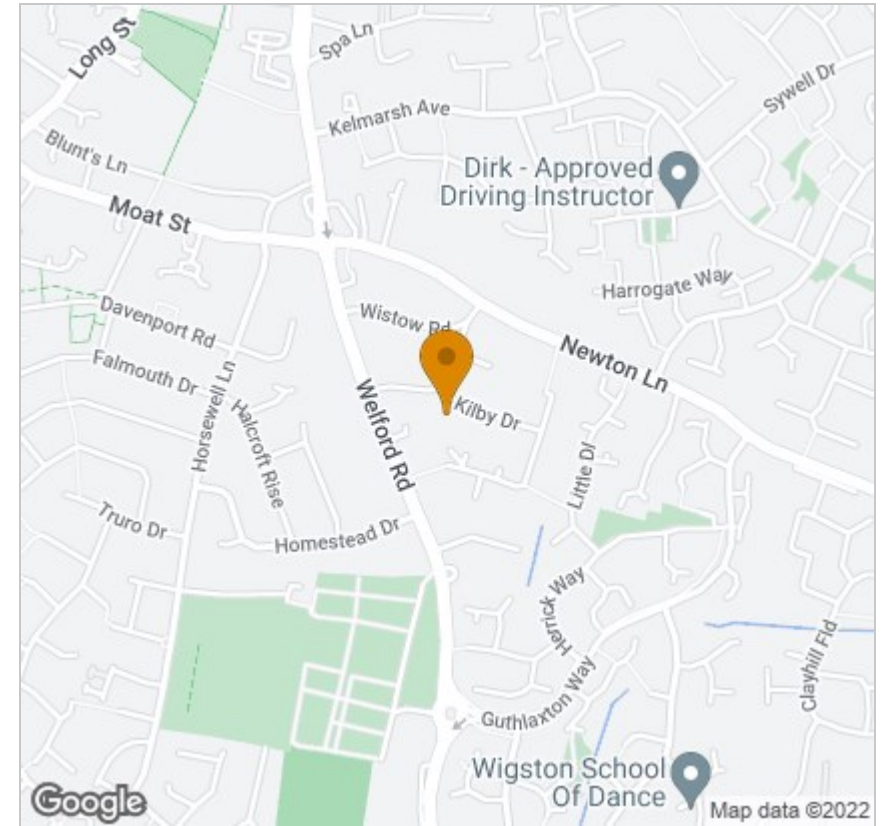 Long St
Spa Ln
Sywell Dr
Kelmarsh Ave
Blunt's Ln
Dirk - Approved
Driving Instructor
Moat St
Harrogate Way
Davenport Rd
Wistow Rd
Newton Ln
Falmouth Dr
Horsewell Ln
Halcroft Rise
Welford Rd
Kilby Dr
Little Dl
Truro Dr
Homestead Dr
Herrick Way
Clayhill Fld
Guthlaxton Way
Wigston School
Of Dance
Google
Map data ©2022